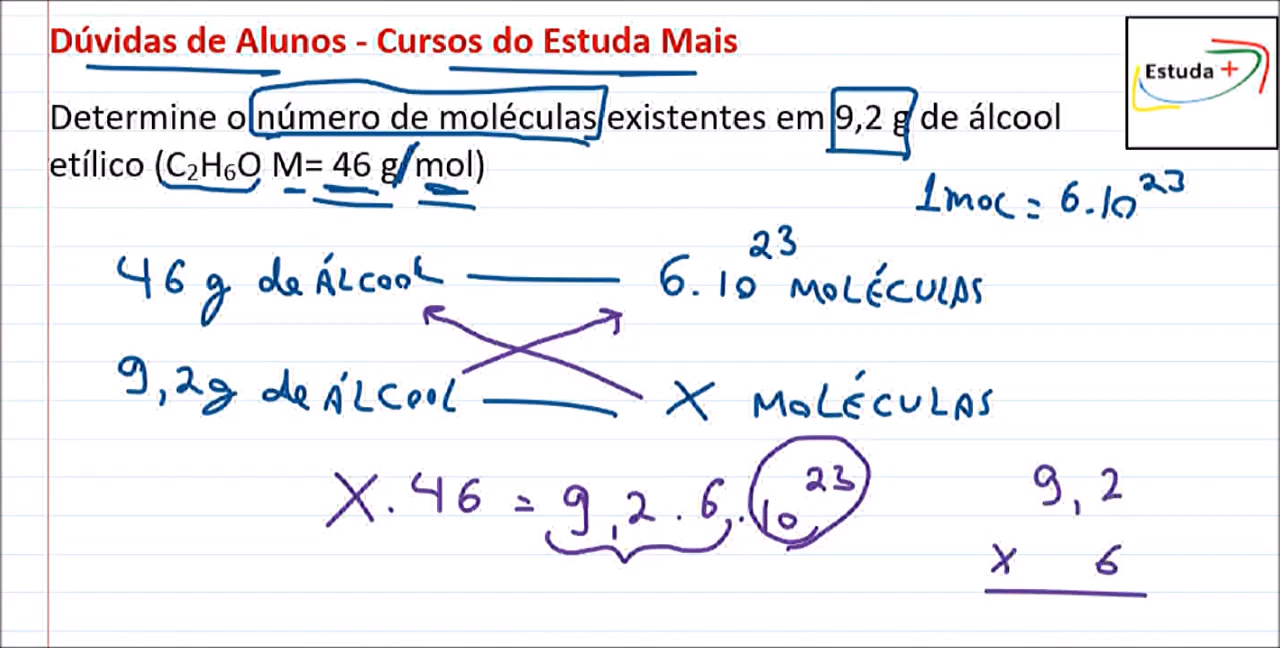 Dúvidas de Alunos - Cursos do Estuda Mais
Estuda +
Determine o número de moléculas existentes em 9,2 g de álcool
etílico (C₂H₆O M= 46 g/mol)
1 mol = 6.10²³
46 g de ÁLCOOL — 6.10²³ MOLÉCULAS
9,2g de ÁLCOOL — X MOLÉCULAS
X.46 = 9,2.6.10²³
9,2
x 6